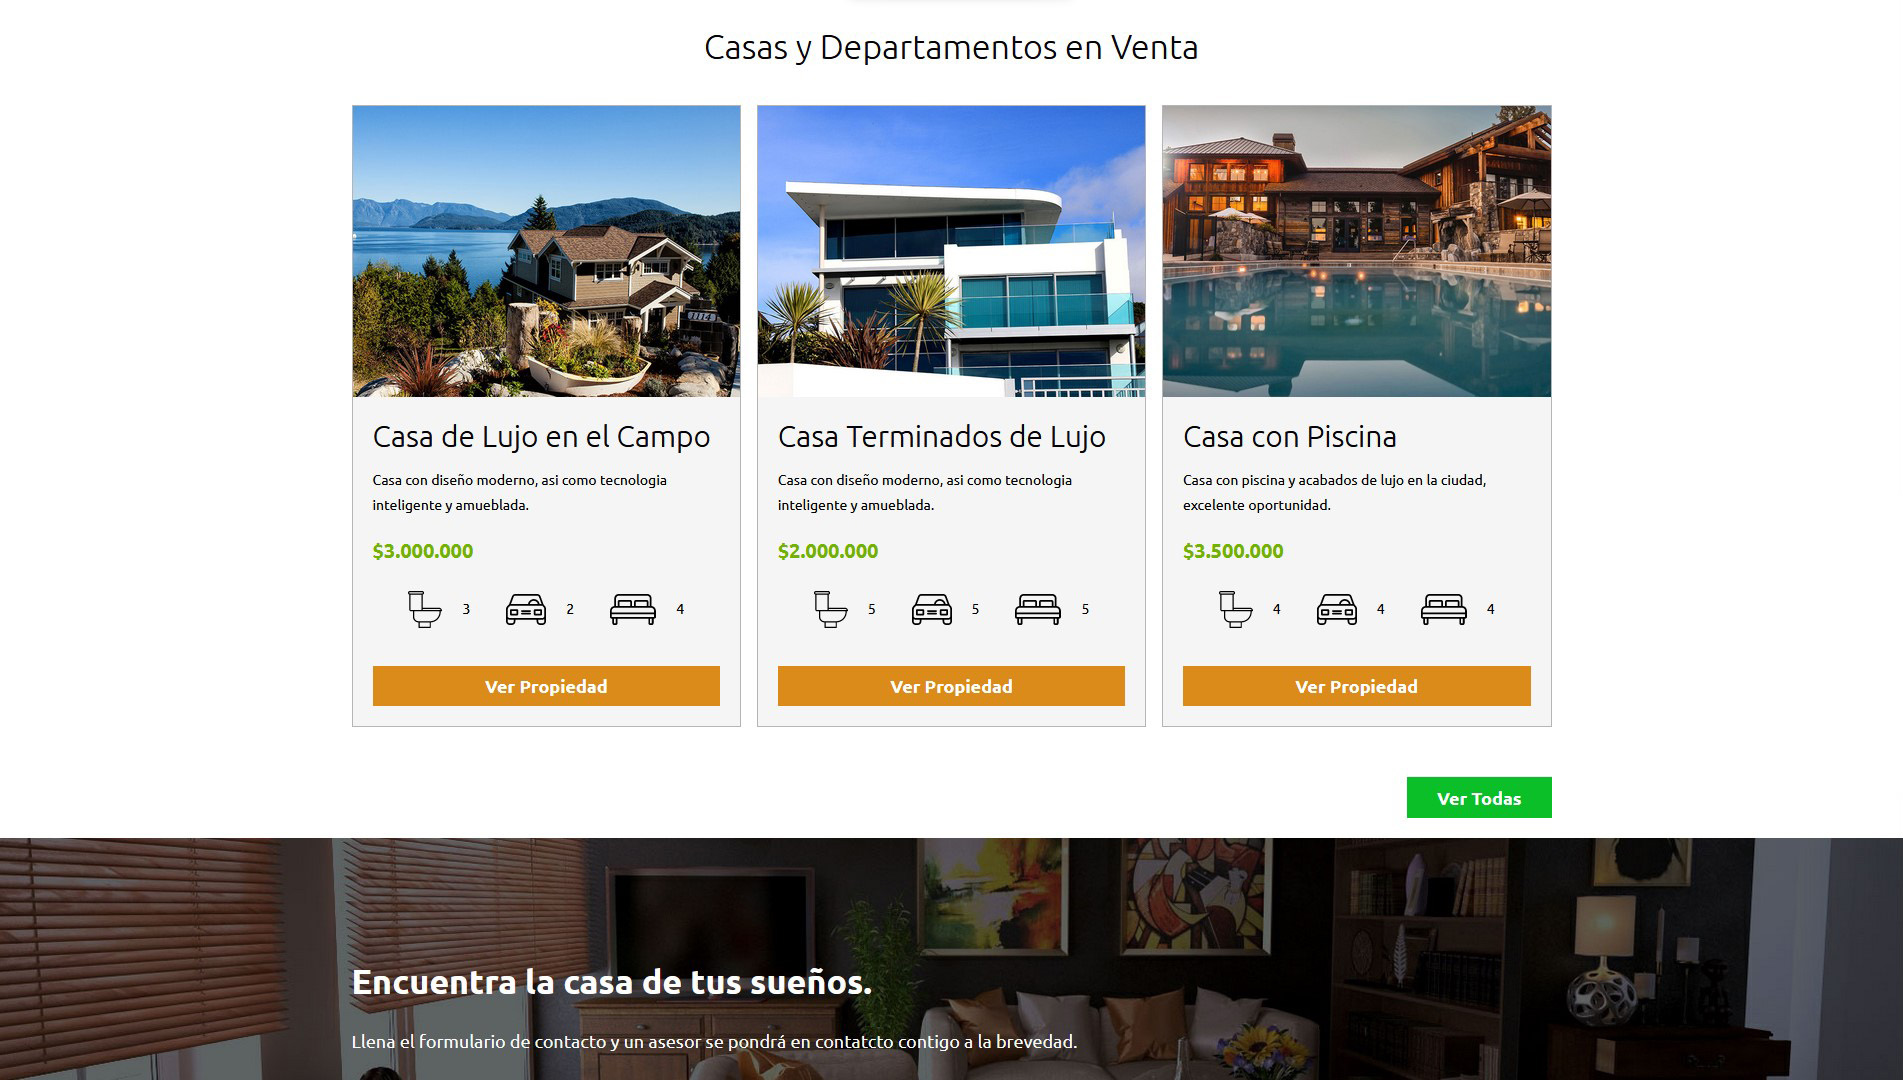 Casas y Departamentos en Venta
1114
Casa de Lujo en el Campo
Casa con diseño moderno, asi como tecnologia
inteligente y amueblada.
$3.000.000
3 2 4
Ver Propiedad
Casa Terminados de Lujo
Casa con diseño moderno, asi como tecnologia
inteligente y amueblada.
$2.000.000
5 5 5
Ver Propiedad
Casa con Piscina
Casa con piscina y acabados de lujo en la ciudad,
excelente oportunidad.
$3.500.000
4 4 4
Ver Propiedad
Ver Todas
Encuentra la casa de tus sueños.
Llena el formulario de contacto y un asesor se pondrá en contatcto contigo a la brevedad.